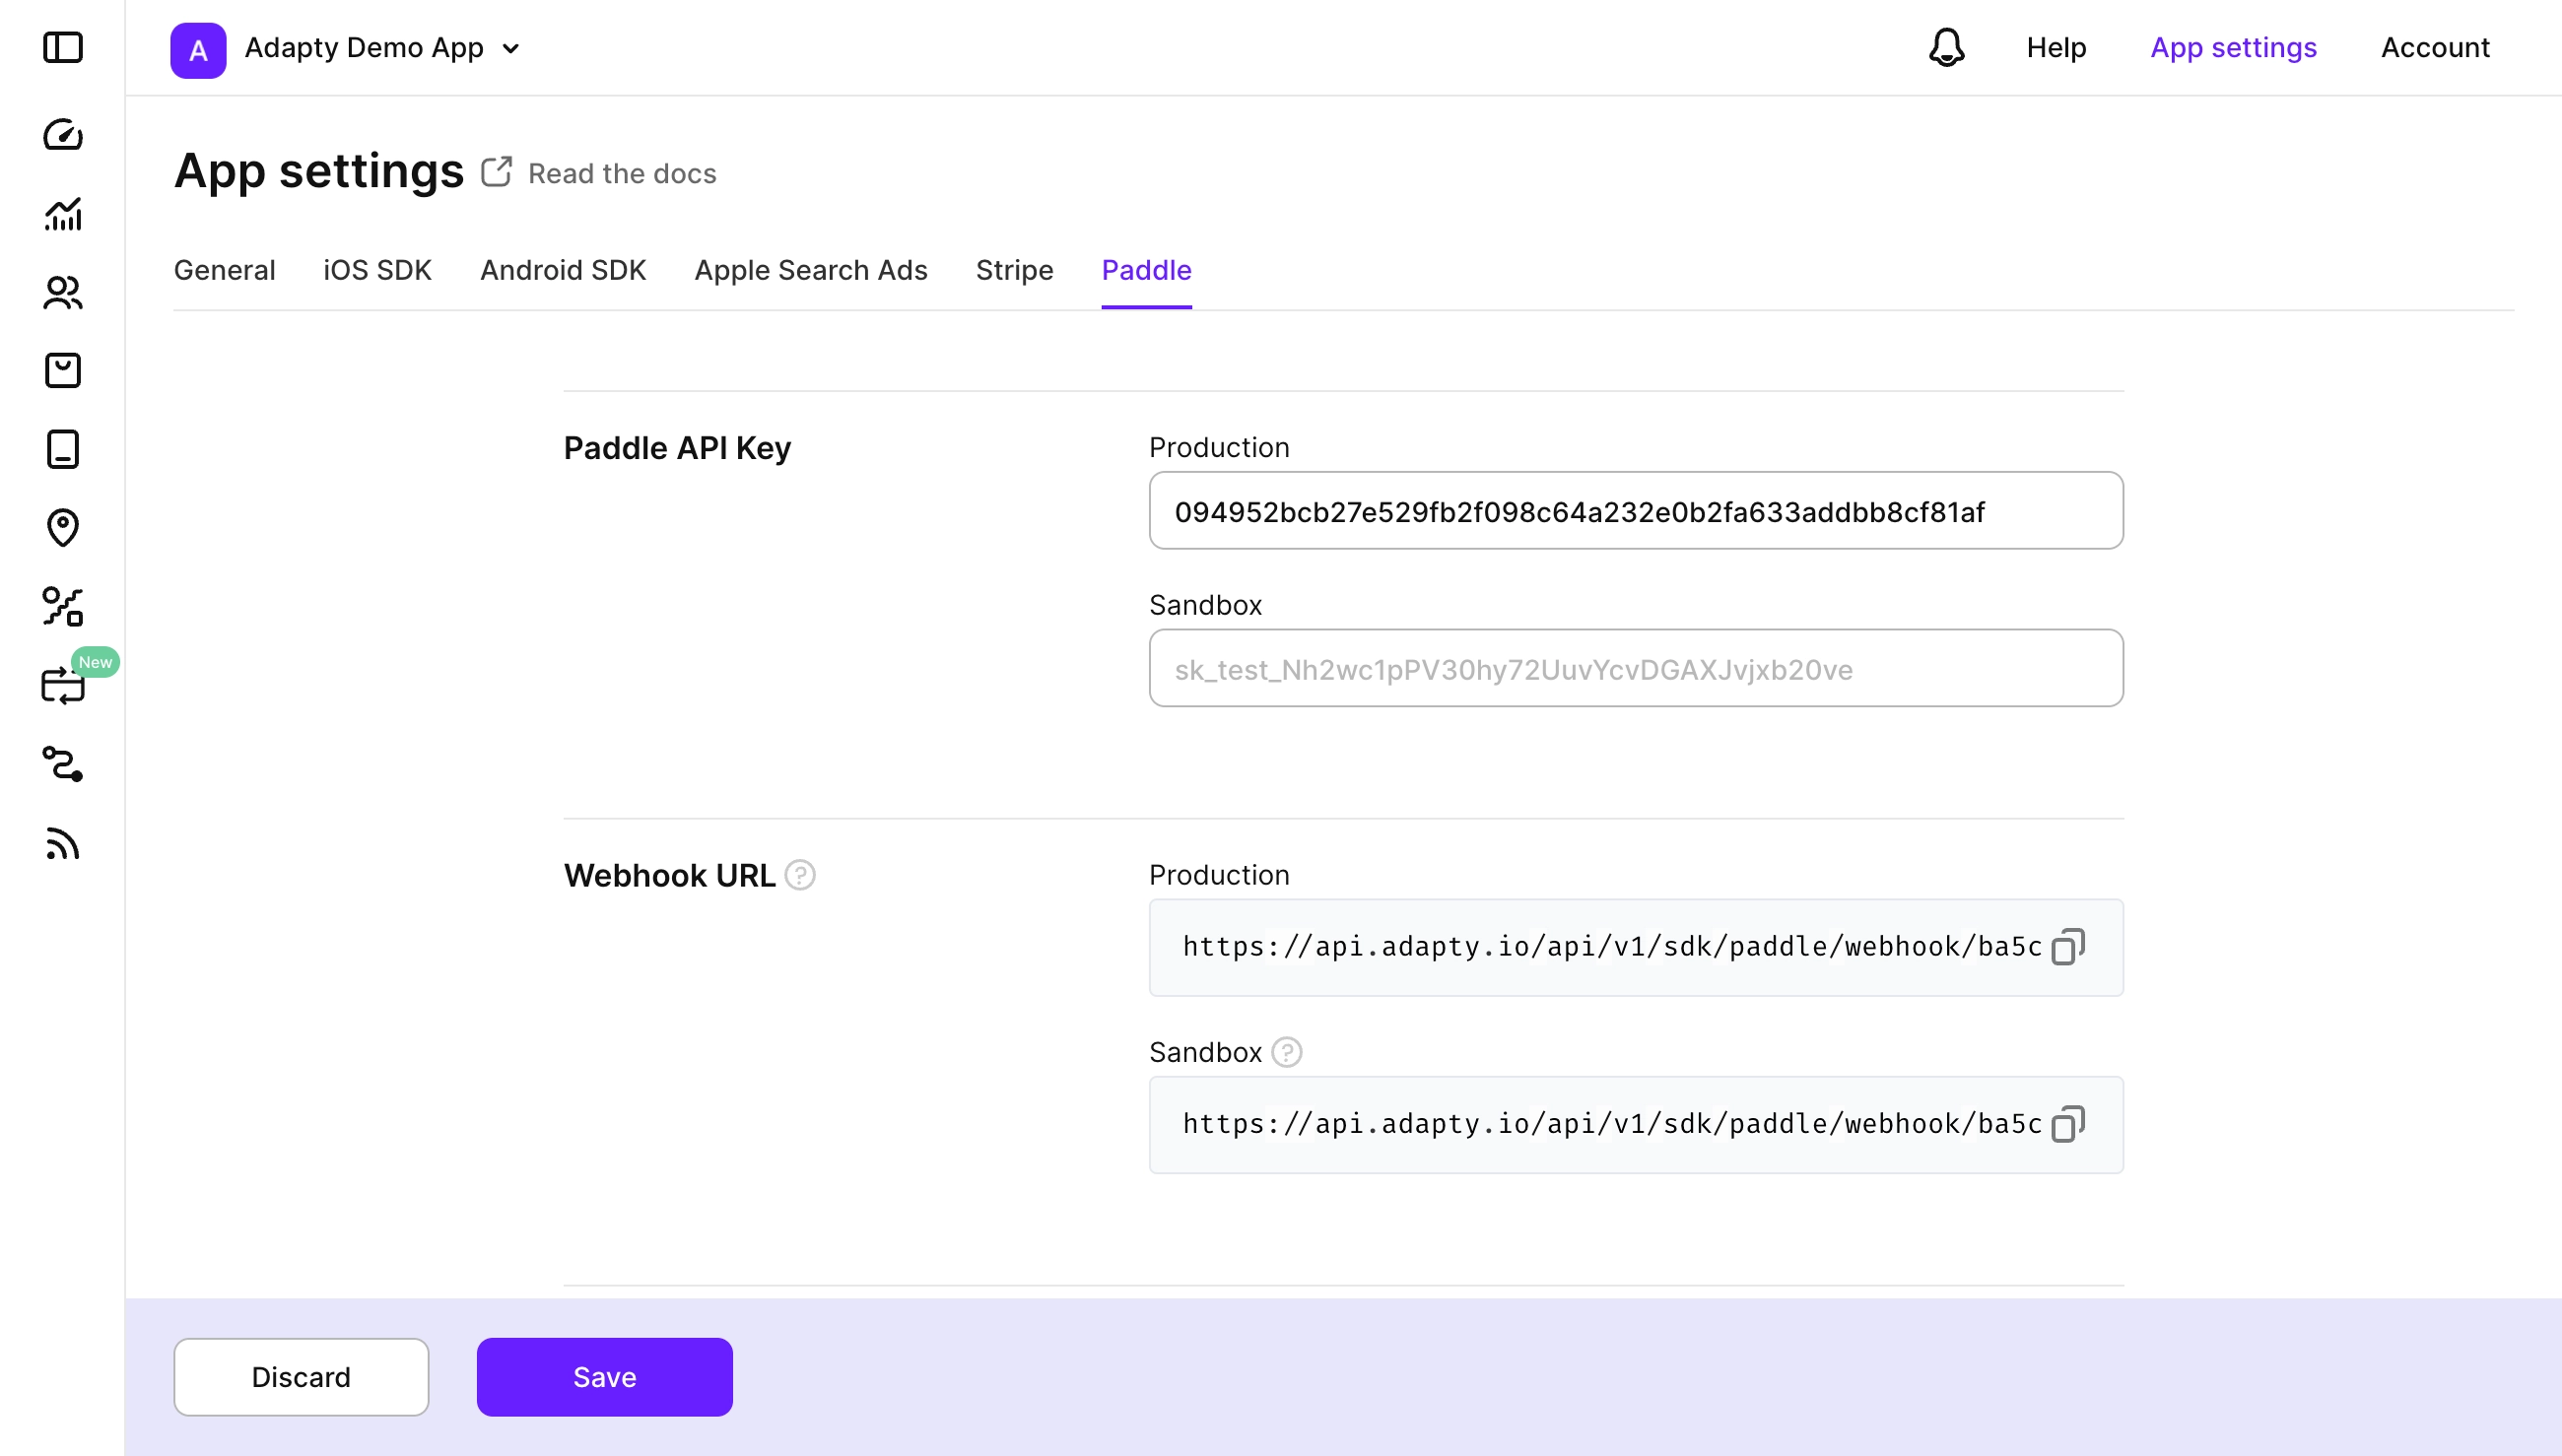 A Adapty Demo App Help App settings Account
App settings Read the docs
General iOS SDK Android SDK Apple Search Ads Stripe Paddle
Paddle API Key
Production
094952bcb27e529fb2f098c64a232e0b2fa633addbb8cf81af
Sandbox
sk_test_Nh2wc1pPV30hy72UuvYcvDGAXJvjxb20ve
New
Webhook URL ?
Production
https://api.adapty.io/api/v1/sdk/paddle/webhook/ba5c
Sandbox ?
https://api.adapty.io/api/v1/sdk/paddle/webhook/ba5c
Discard Save